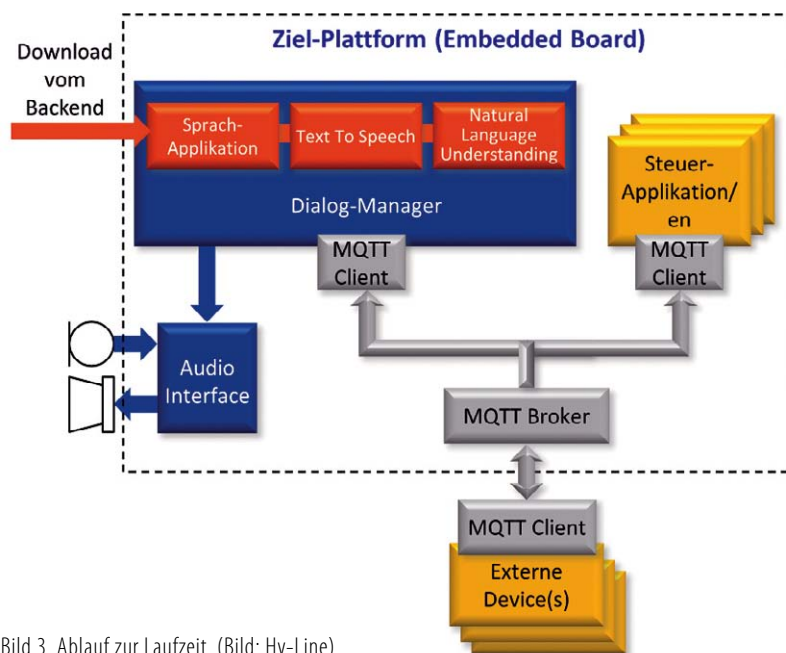 Ziel-Plattform (Embedded Board)
Download
vom
Backend
Sprach-
Applikation
Text To Speech
Natural
Language
Understanding
Dialog-Manager
MQTT
Client
Steuer-
Applikation/
en
MQTT
Client
Audio
Interface
MQTT Broker
MQTT Client
Externe
Device(s)
Bild 3. Ablauf zur Laufzeit. (Bild: Hy-Line)